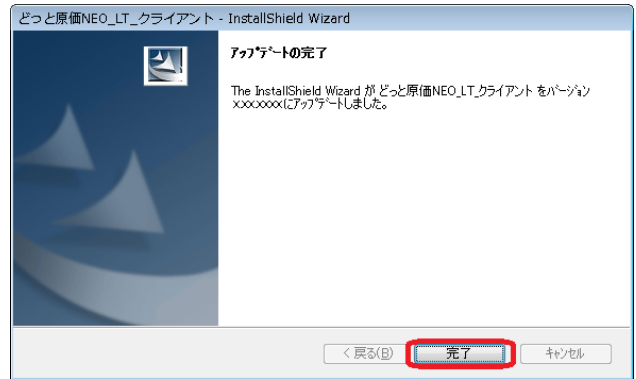 どっと原価NEO_LT_クライアント - InstallShield Wizard
ｱｯﾌﾟﾃﾞｰﾄの完了
The InstallShield Wizard が どっと原価NEO_LT_クライアント をﾊﾞｰｼﾞｮﾝ
xxxxxxxにｱｯﾌﾟﾃﾞｰﾄしました。
< 戻る(B)
完了
ｷｬﾝｾﾙ